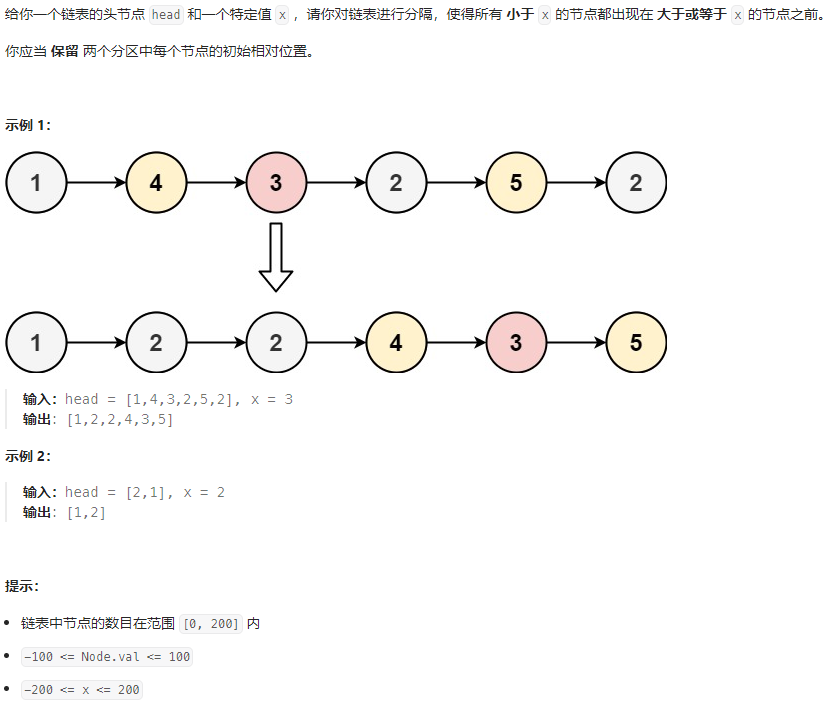 给你一个链表的头节点 head 和一个特定值 x ，请你对链表进行分隔，使得所有 小于 x 的节点都出现在 大于或等于 x 的节点之前。
你应当 保留 两个分区中每个节点的初始相对位置。
示例 1：
1 4 3 2 5 2
1 2 2 4 3 5
输入：head = [1,4,3,2,5,2], x = 3
输出：[1,2,2,4,3,5]
示例 2：
输入：head = [2,1], x = 2
输出：[1,2]
提示：
链表中节点的数目在范围 [0, 200] 内
-100 <= Node.val <= 100
-200 <= x <= 200